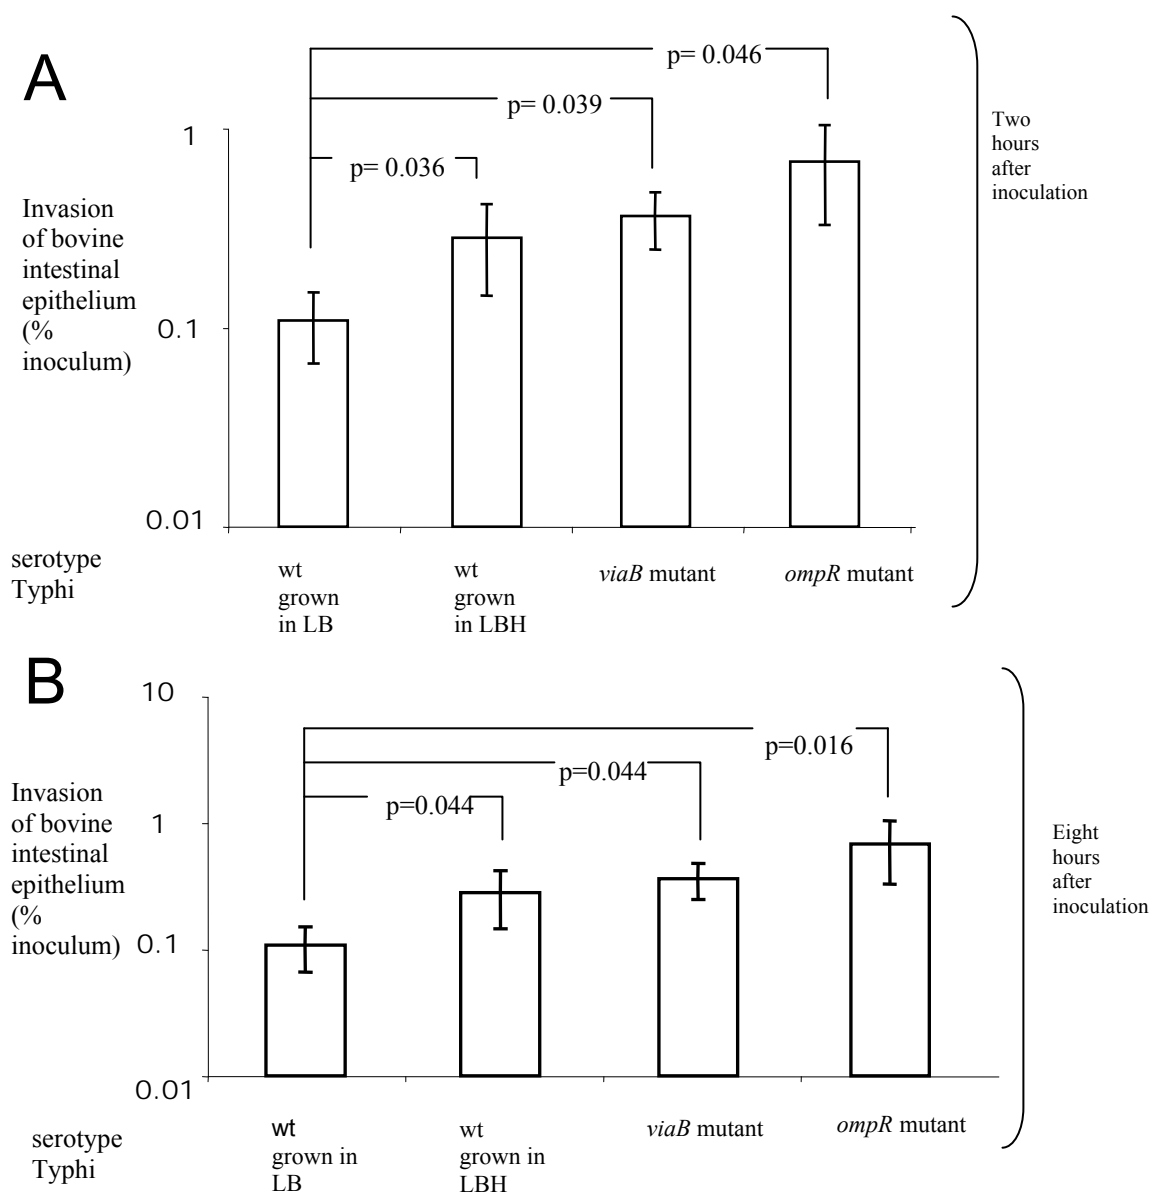 A
p= 0.046
p= 0.039
p= 0.036
1
0.1
0.01
Invasion
of bovine
intestinal
epithelium
(%
inoculum)
Two
hours
after
inoculation
serotype
Typhi
wt
grown
in LB
wt
grown
in LBH
viaB mutant
ompR mutant
B
10
1
0.1
0.01
p=0.016
p=0.044
p=0.044
Invasion
of bovine
intestinal
epithelium
(%
inoculum)
Eight
hours
after
inoculation
serotype
Typhi
wt
grown in
LB
wt
grown in
LBH
viaB mutant
ompR mutant